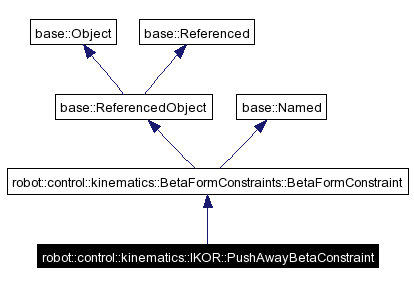 base::Object
base::Referenced
base::ReferencedObject
base::Named
robot::control::kinematics::BetaFormConstraints::BetaFormConstraint
robot::control::kinematics::IKOR::PushAwayBetaConstraint